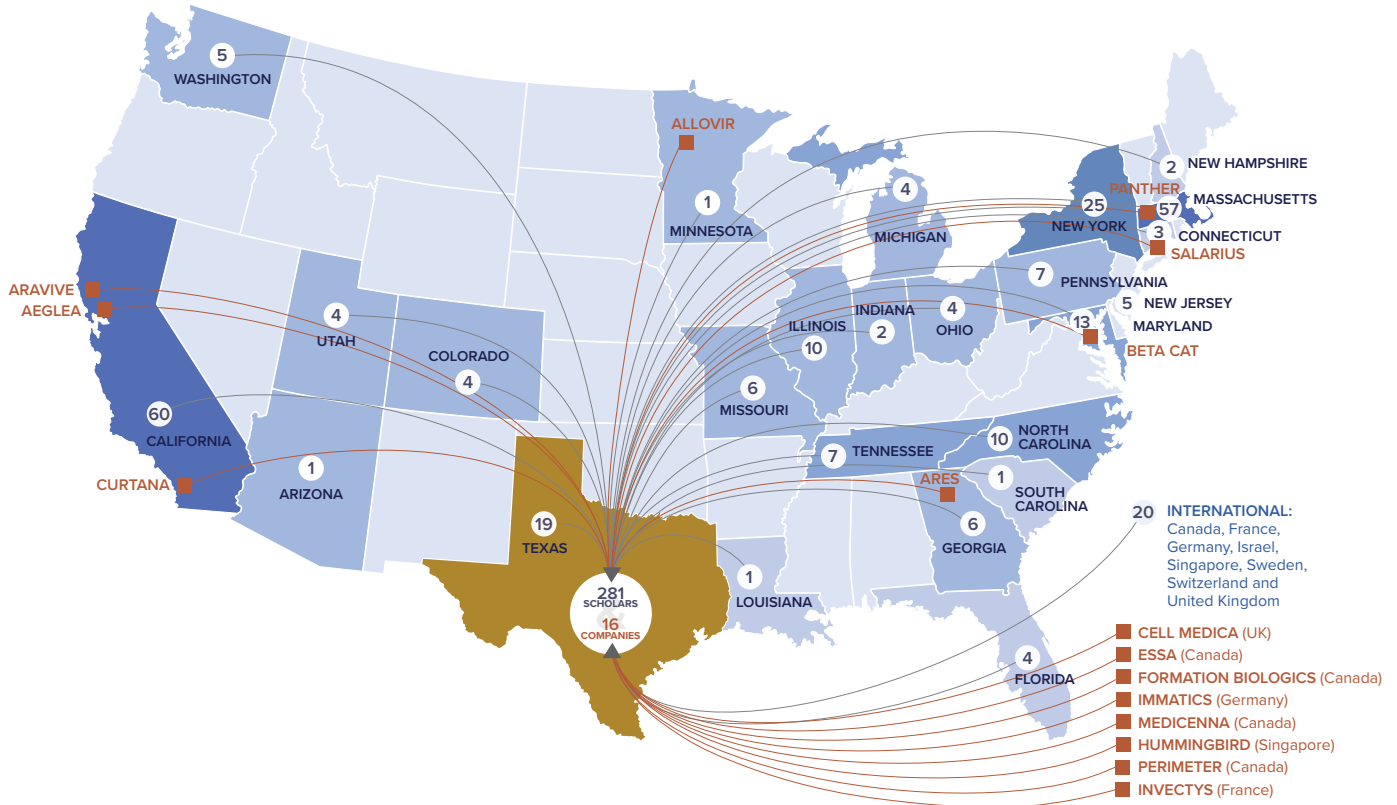 5
WASHINGTON
ALLOVIR
1
MINNESOTA
4
MICHIGAN
2
NEW HAMPSHIRE
PANTHER
25
NEW YORK
57
MASSACHUSETTS
3
CONNECTICUT
SALARIUS
7
PENNSYLVANIA
5
NEW JERSEY
13
MARYLAND
BETA CAT
ARAVIVE
AEGLEA
4
UTAH
COLORADO
4
ILLINOIS
10
INDIANA
2
4
OHIO
60
CALIFORNIA
CURTANA
1
ARIZONA
6
MISSOURI
7
TENNESSEE
10
NORTH
CAROLINA
ARES
1
SOUTH
CAROLINA
6
GEORGIA
19
TEXAS
1
LOUISIANA
4
FLORIDA
281
SCHOLARS
&
16
COMPANIES
20
INTERNATIONAL:
Canada, France,
Germany, Israel,
Singapore, Sweden,
Switzerland and
United Kingdom
CELL MEDICA (UK)
ESSA (Canada)
FORMATION BIOLOGICS (Canada)
IMMATICS (Germany)
MEDICENNA (Canada)
HUMMINGBIRD (Singapore)
PERIMETER (Canada)
INVECTYS (France)